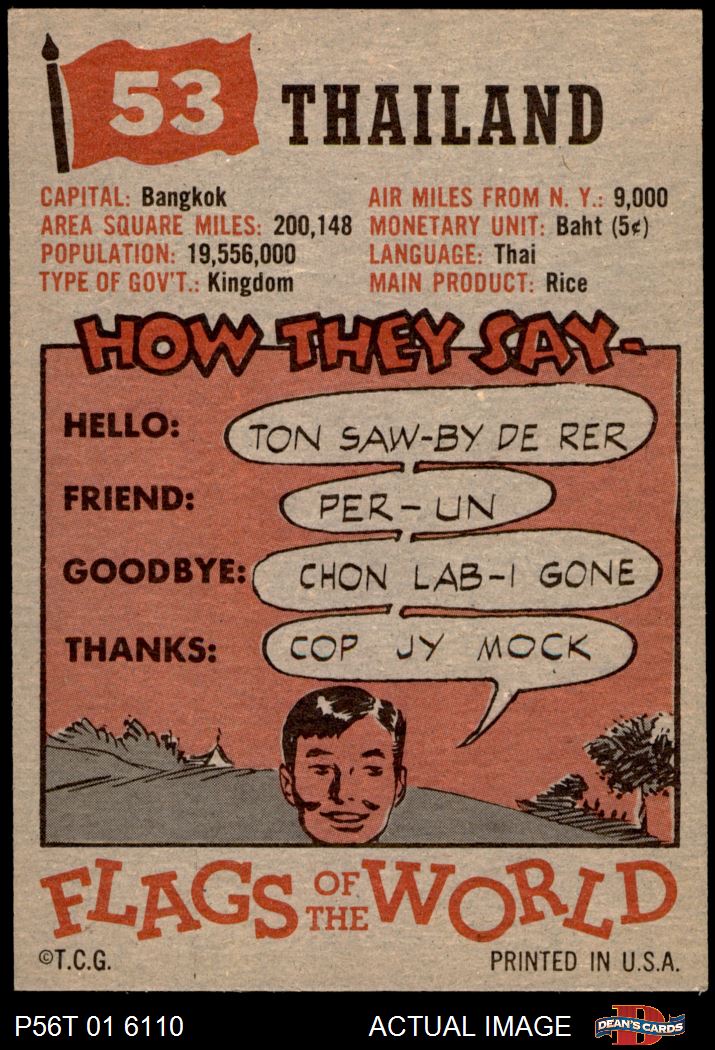 53 THAILAND
CAPITAL: Bangkok
AREA SQUARE MILES: 200,148
POPULATION: 19,556,000
TYPE OF GOV'T.: Kingdom
AIR MILES FROM N. Y.: 9,000
MONETARY UNIT: Baht (5¢)
LANGUAGE: Thai
MAIN PRODUCT: Rice
HOW THEY SAY-
HELLO: TON SAW-BY DE RER
FRIEND: PER-UN
GOODBYE: CHON LAB-I GONE
THANKS: COP JY MOCK
FLAGS OF THE WORLD
©T.C.G. PRINTED IN U.S.A.
P56T 01 6110 ACTUAL IMAGE D DEAN'S CARDS